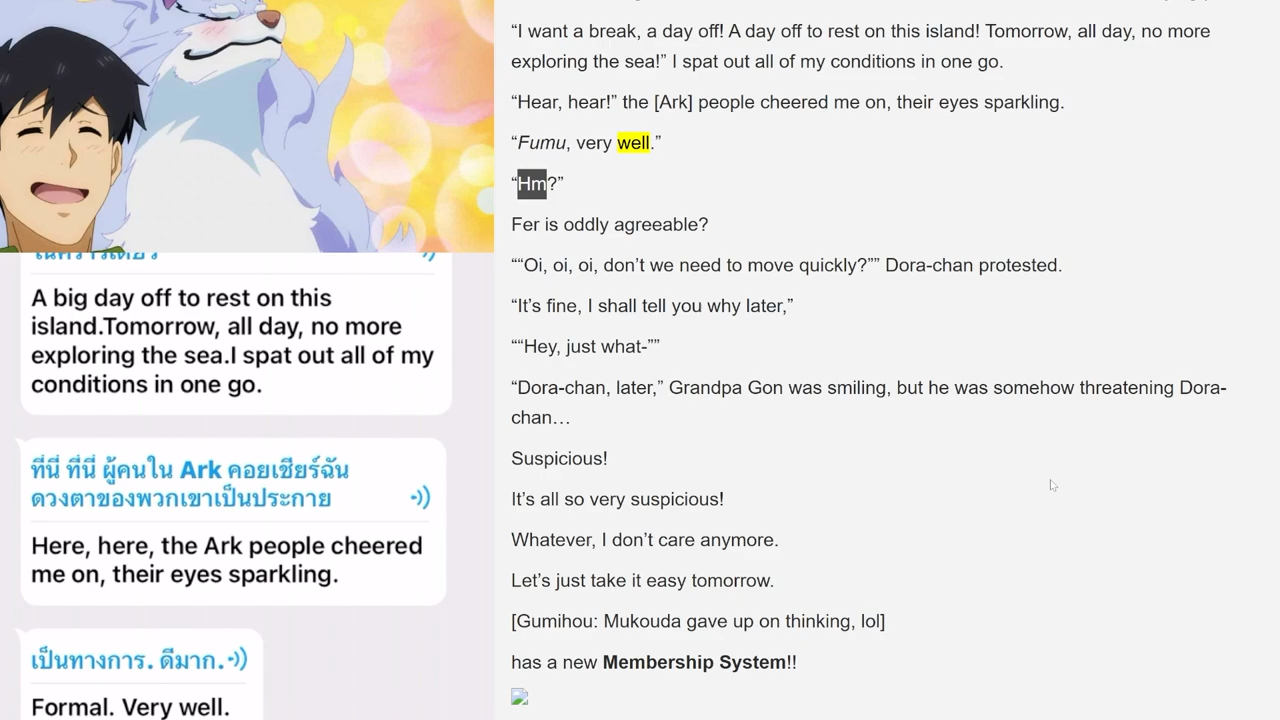 A big day off to rest on this
island.Tomorrow, all day, no more
exploring the sea.I spat out all of my
conditions in one go.
ที่นี่ ที่นี่ ผู้คนใน Ark คอยเชียร์ฉัน
ดวงตาของพวกเขาเป็นประกาย
Here, here, the Ark people cheered
me on, their eyes sparkling.
เป็นทางการ. ดีมาก.
Formal. Very well.
“I want a break, a day off! A day off to rest on this island! Tomorrow, all day, no more
exploring the sea!” I spat out all of my conditions in one go.
“Hear, hear!” the [Ark] people cheered me on, their eyes sparkling.
“Fumu, very well.”
“Hm?”
Fer is oddly agreeable?
““Oi, oi, oi, don’t we need to move quickly?”” Dora-chan protested.
“It’s fine, I shall tell you why later,”
““Hey, just what-””
“Dora-chan, later,” Grandpa Gon was smiling, but he was somehow threatening Dora-
chan…
Suspicious!
It’s all so very suspicious!
Whatever, I don’t care anymore.
Let’s just take it easy tomorrow.
[Gumihou: Mukouda gave up on thinking, lol]
has a new Membership System!!